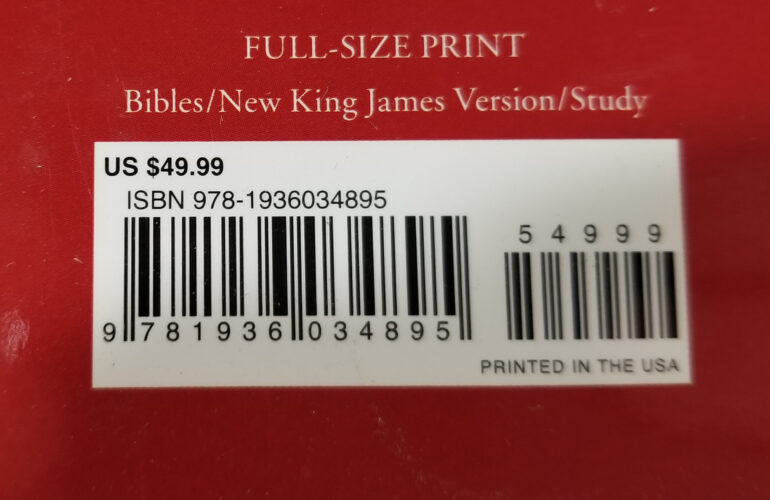 FULL-SIZE PRINT
Bibles/New King James Version/Study
US $49.99
ISBN 978-1936034895
5 4 9 9 9
9 781936 034895
PRINTED IN THE USA